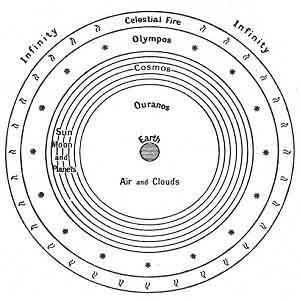 Celestial Fire
Infinity
Infinity
Olympos
Cosmos
Ouranos
Sun
Moon
and
Planets
Earth
Air and Clouds